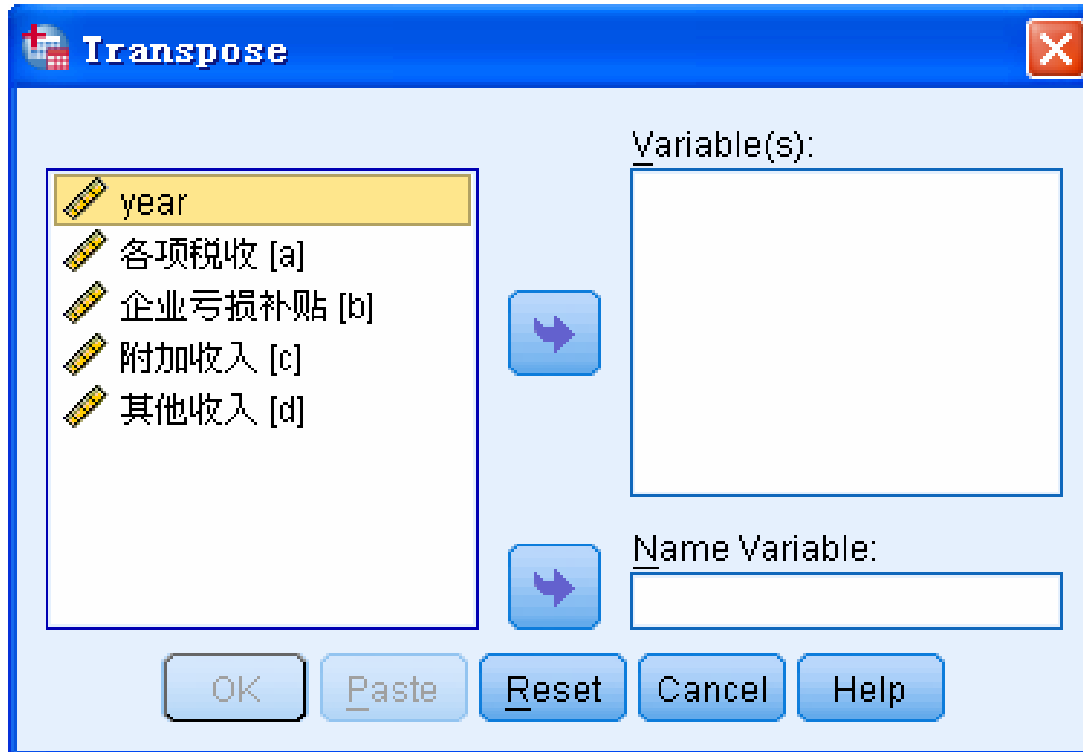 Transpose
year
各项税收 [a]
企业亏损补贴 [b]
附加收入 [c]
其他收入 [d]
Variable(s):
Name Variable:
OK Paste Reset Cancel Help